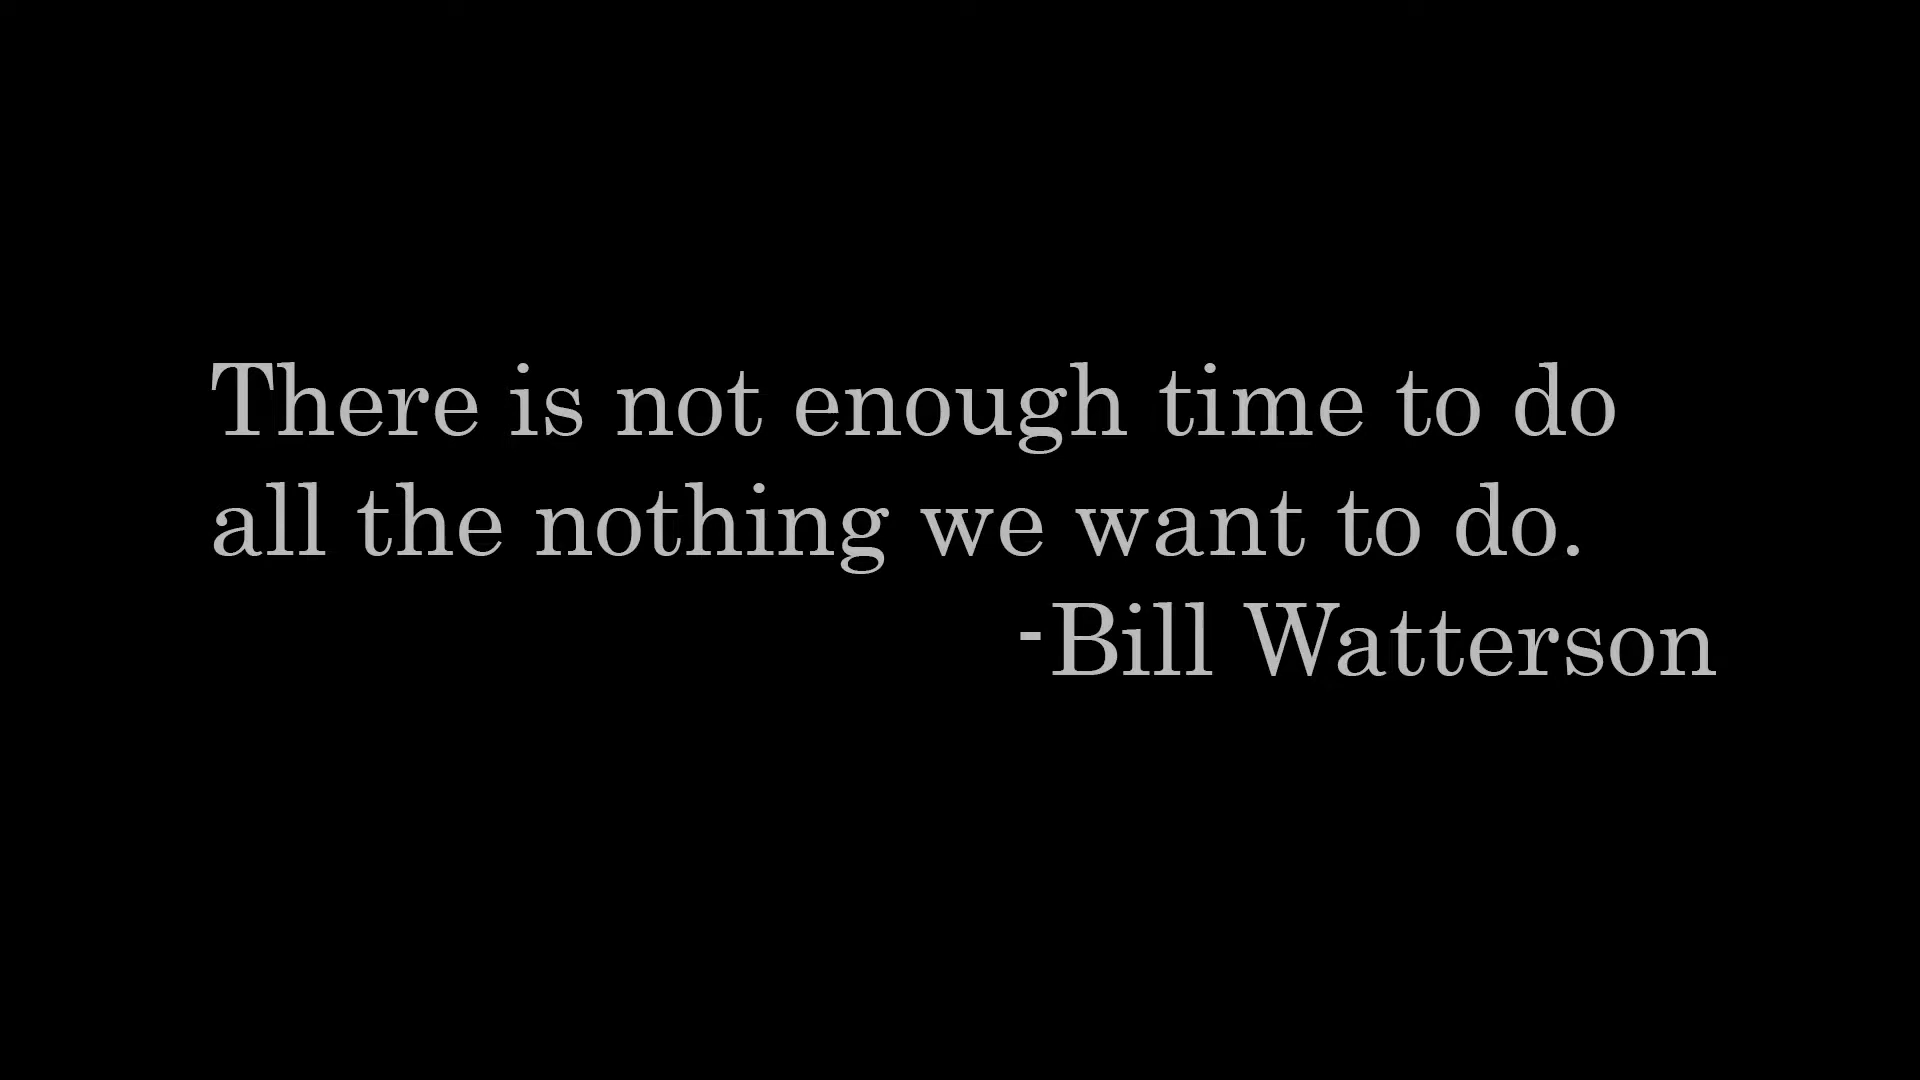 There is not enough time to do
all the nothing we want to do.
-Bill Watterson